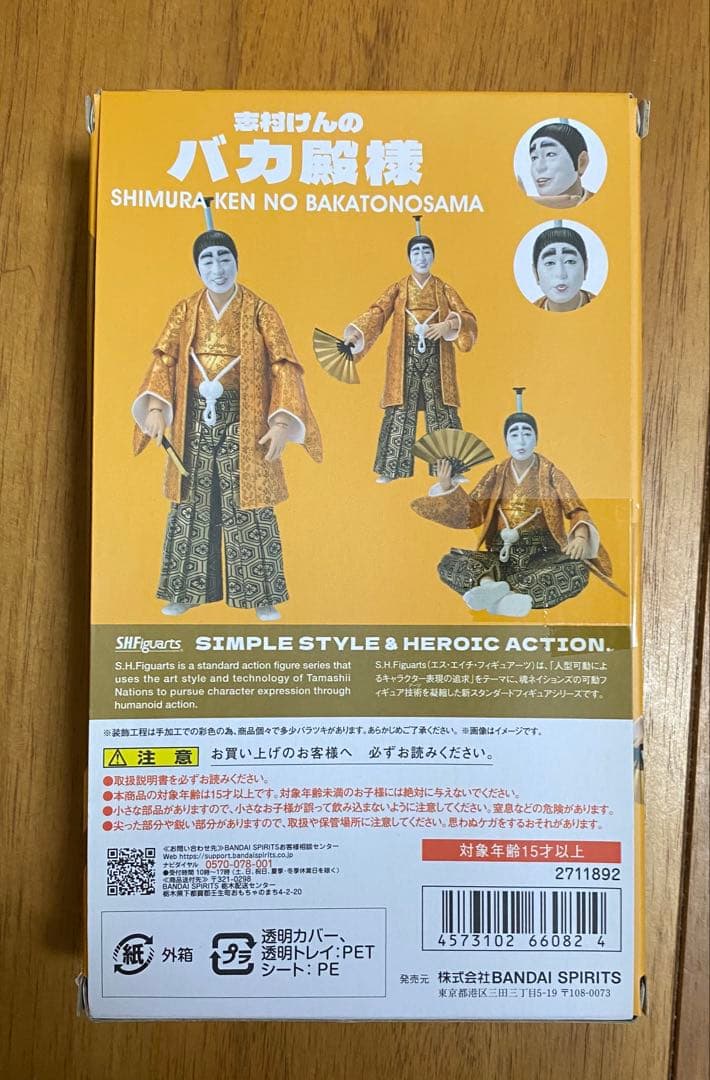 志村けんの
バカ殿様
SHIMURA KEN NO BAKATONOSAMA
S.H.Figuarts
SIMPLE STYLE & HEROIC ACTION.
S.H.Figuarts is a standard action figure series that
uses the art style and technology of Tamashii
Nations to pursue character expression through
humanoid action.
S.H.Figuarts(エス・エイチ・フィギュアーツ)は、「人型可動によ
るキャラクター表現の追求」をテーマに、魂ネイションズの可動フ
ィギュア技術を凝縮した新スタンダードフィギュアシリーズです。
※装飾工程は手加工での彩色の為、商品個々で多少バラツキがあります。あらかじめご了承ください。 ※画像はイメージです。
注意 お買い上げのお客様へ 必ずお読みください。
●取扱説明書を必ずお読みください。
●本商品の対象年齢は15才以上です。対象年齢未満のお子様には絶対に与えないでください。
●小さな部品がありますので、小さなお子様が誤って飲み込まないように注意してください。窒息などの危険があります。
●尖った部分や鋭い部分がありますので、取扱や保管場所に注意してください。思わぬケガをするおそれがあります。
≪お問い合わせ先≫BANDAI SPIRITSお客様相談センター
Web https://support.bandaispirits.co.jp
ナビダイヤル 0570-078-001
●受付時間 10時〜17時(土、日、祝日、夏季・冬季休業日を除く)
≪商品送付先≫ 〒321-0298
BANDAI SPIRITS 栃木配送センター
栃木県下都賀郡壬生町おもちゃのまち4-2-20
対象年齢15才以上
2711892
4573102 66082 4
紙 外箱
プラ 透明カバー、
透明トレイ:PET
シート:PE
発売元 株式会社BANDAI SPIRITS
東京都港区三田三丁目5-19 〒108-0073